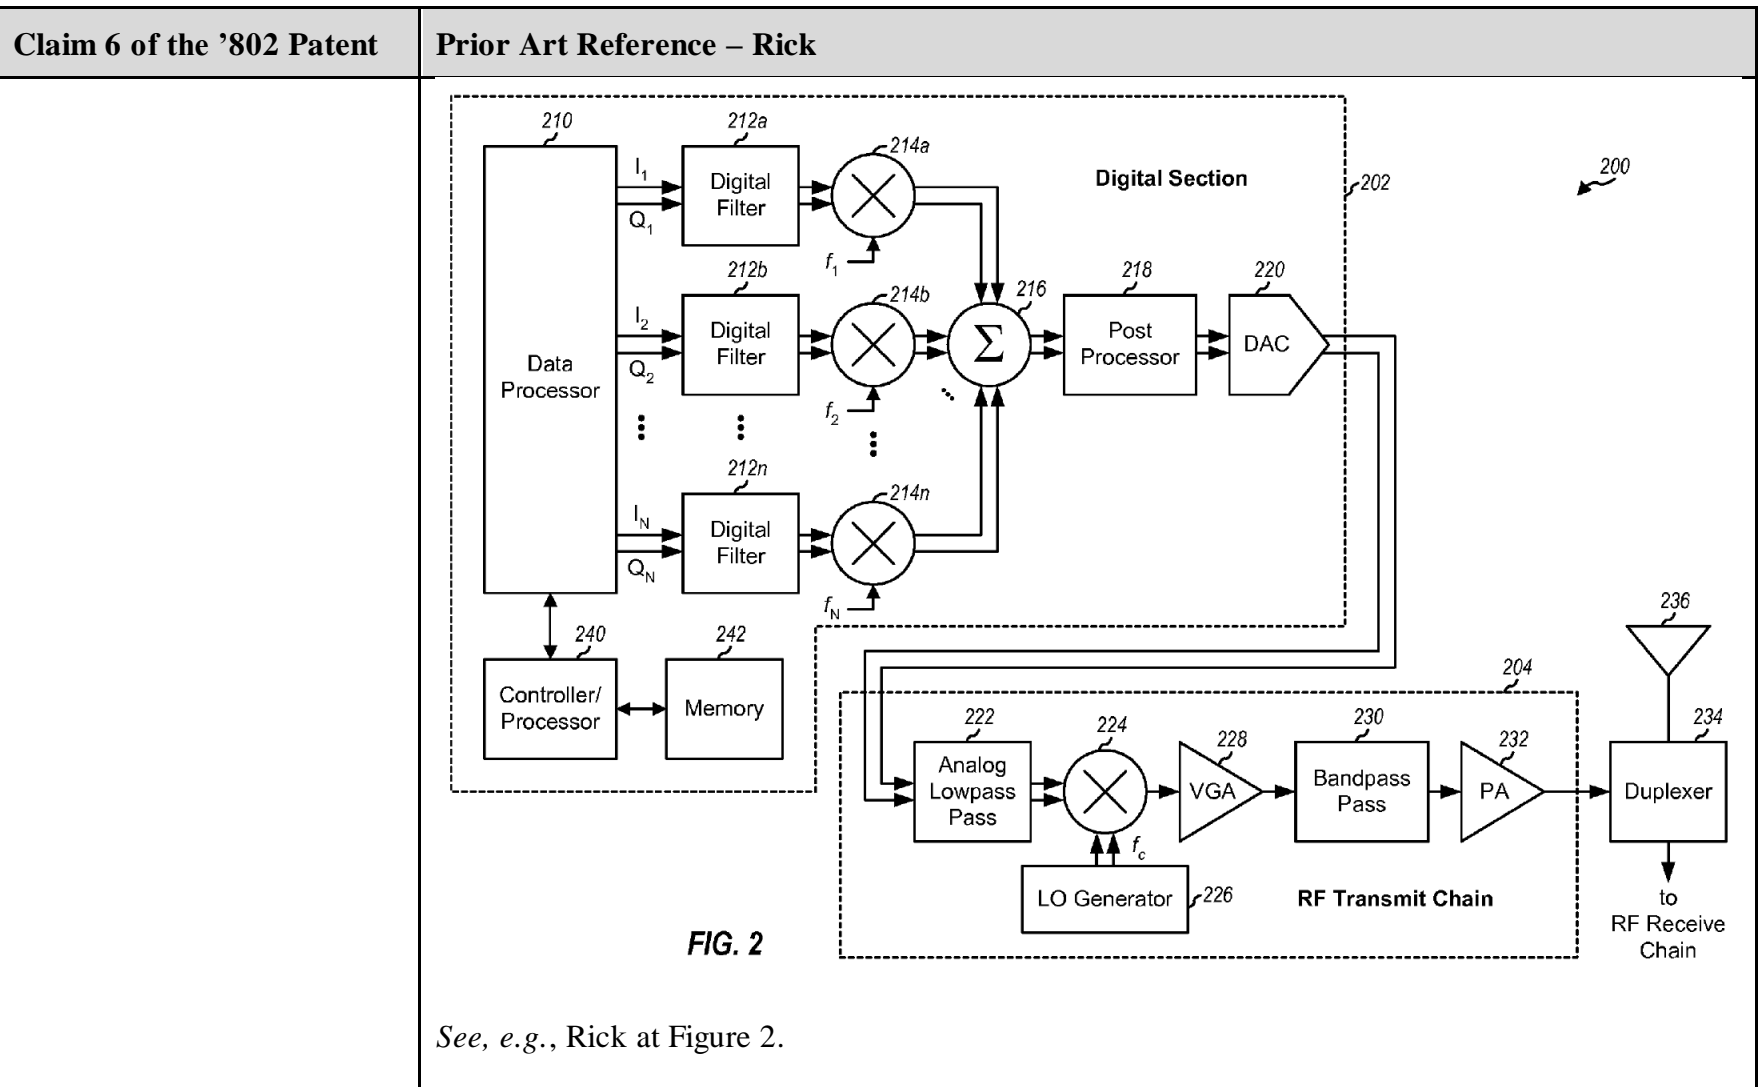 Claim 6 of the ’802 Patent
Prior Art Reference – Rick
210
212a
214a
I1
Q1
Digital
Filter
f1
Digital Section
202
200
212b
214b
I2
Q2
Digital
Filter
f2
216
Σ
218
Post
Processor
220
DAC
Data
Processor
212n
214n
IN
QN
Digital
Filter
fN
240
Controller/
Processor
242
Memory
236
204
222
Analog
Lowpass
Pass
224
fc
228
VGA
230
Bandpass
Pass
232
PA
234
Duplexer
LO Generator
226
RF Transmit Chain
to
RF Receive
Chain
FIG. 2
See, e.g., Rick at Figure 2.